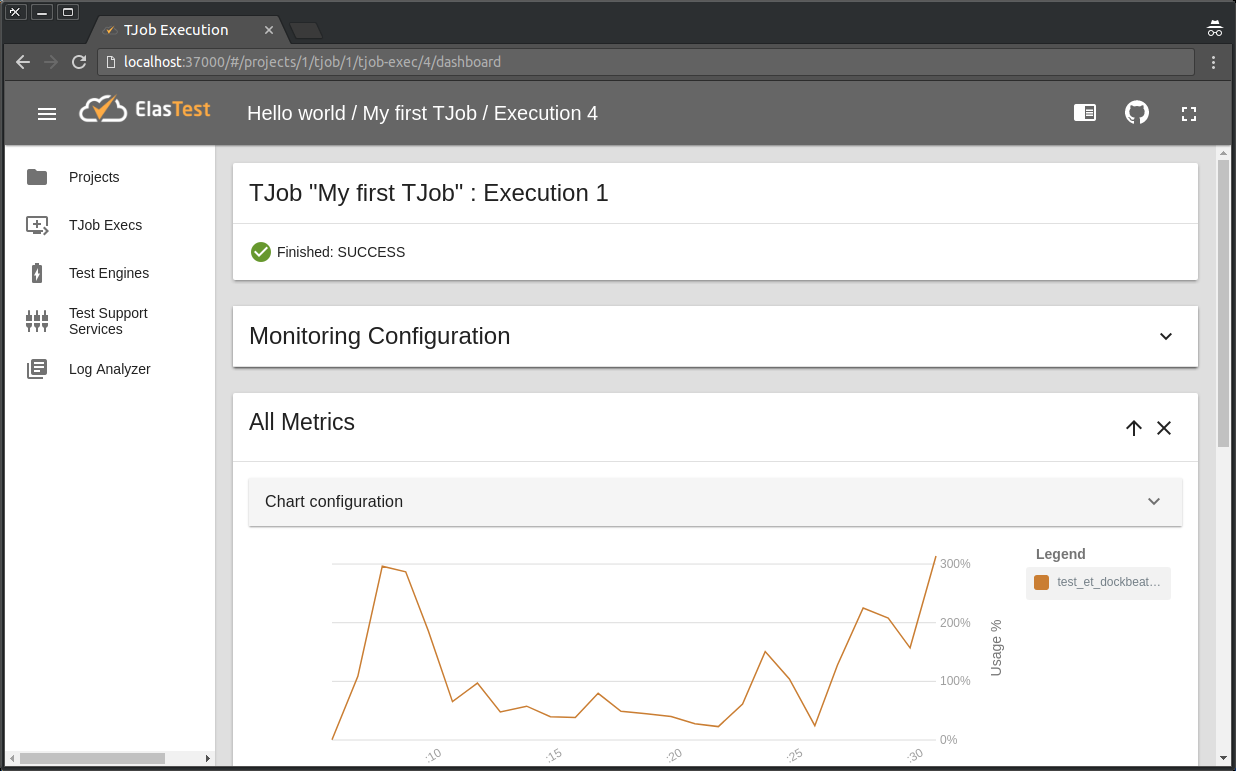 TJob Execution
localhost:37000/#/projects/1/tjob/1/tjob-exec/4/dashboard
ElasTest
Hello world / My first TJob / Execution 4
Projects
TJob Execs
Test Engines
Test Support
Services
Log Analyzer
TJob "My first TJob" : Execution 1
Finished: SUCCESS
Monitoring Configuration
All Metrics
Chart configuration
Legend
test_et_dockbeat…
300%
200%
100%
0%
Usage %
:10
:15
:20
:25
:30